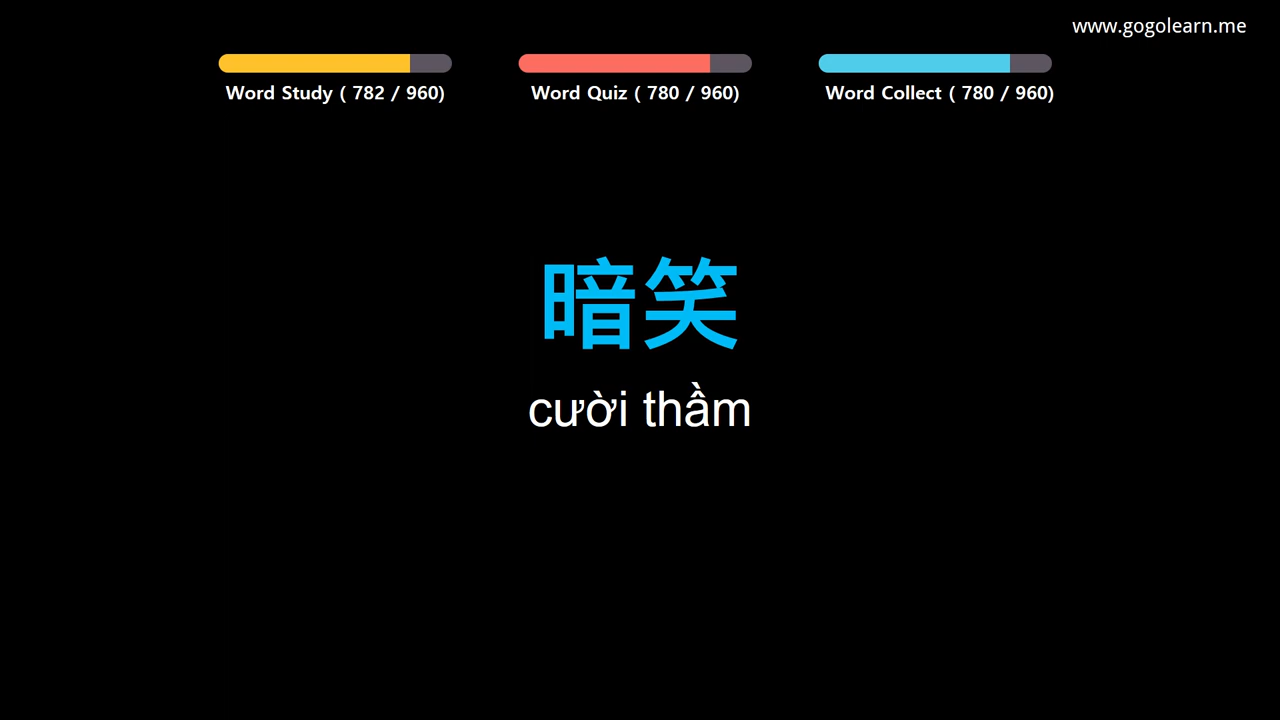 www.gogolearn.me
Word Study ( 782 / 960)
Word Quiz ( 780 / 960)
Word Collect ( 780 / 960)
暗笑
cười thầm